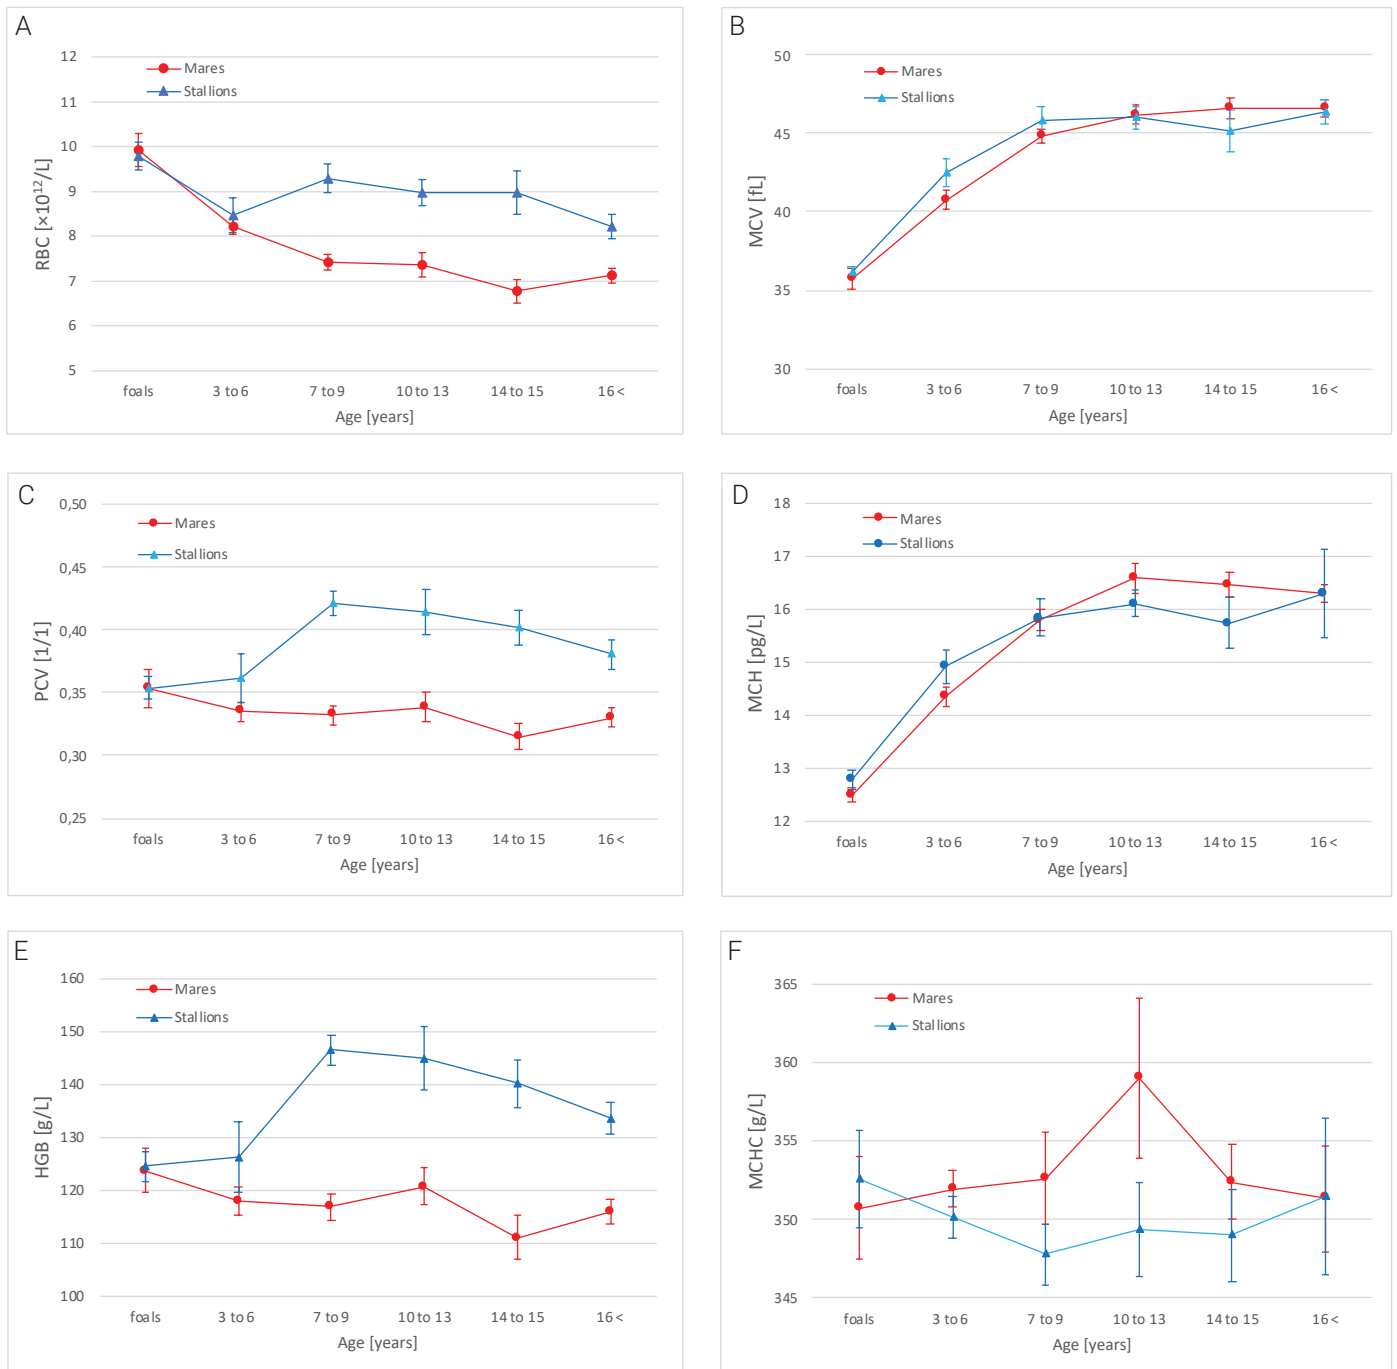 A
12
11
10
9
8
7
6
5
RBC [×10¹²/L]
Mares
Stallions
foals 3 to 6 7 to 9 10 to 13 14 to 15 16 <
Age [years]
B
50
45
40
35
30
MCV [fL]
Mares
Stallions
foals 3 to 6 7 to 9 10 to 13 14 to 15 16 <
Age [years]
C
0,50
0,45
0,40
0,35
0,30
0,25
PCV [1/1]
Mares
Stallions
foals 3 to 6 7 to 9 10 to 13 14 to 15 16 <
Age [years]
D
18
17
16
15
14
13
12
MCH [pg/L]
Mares
Stallions
foals 3 to 6 7 to 9 10 to 13 14 to 15 16 <
Age [years]
E
160
150
140
130
120
110
100
HGB [g/L]
Mares
Stallions
foals 3 to 6 7 to 9 10 to 13 14 to 15 16 <
Age [years]
F
365
360
355
350
345
MCHC [g/L]
Mares
Stallions
foals 3 to 6 7 to 9 10 to 13 14 to 15 16 <
Age [years]